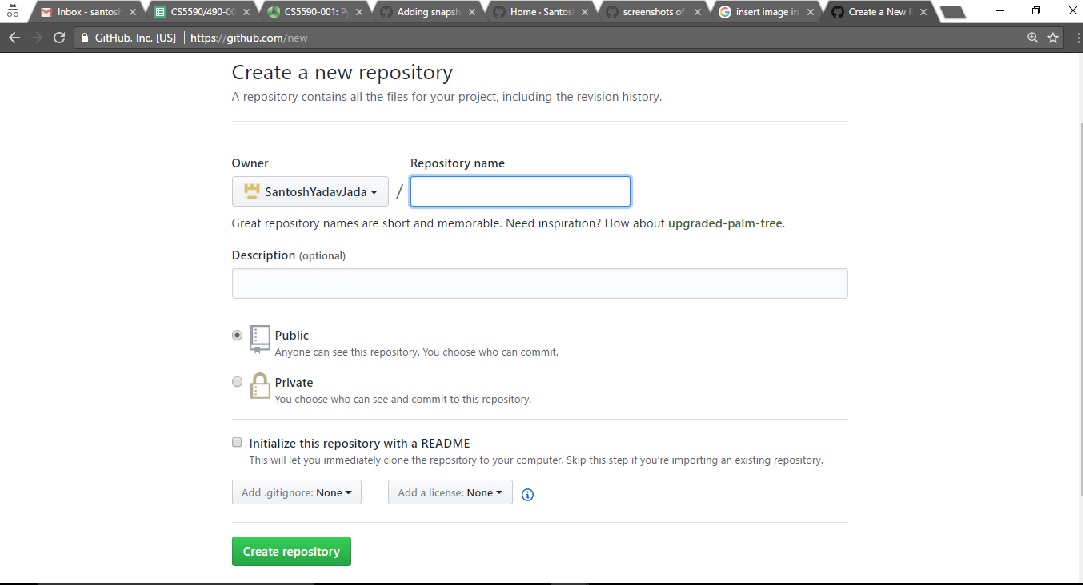 Inbox - santosh
CS5590/490-00
CS5590-001: Py
Adding snapsh
Home - Santosh
screenshots of
insert image in
Create a New R
GitHub, Inc. [US] | https://github.com/new
Create a new repository
A repository contains all the files for your project, including the revision history.
Owner
Repository name
SantoshYadavJada
/
Great repository names are short and memorable. Need inspiration? How about upgraded-palm-tree.
Description (optional)
Public
Anyone can see this repository. You choose who can commit.
Private
You choose who can see and commit to this repository.
Initialize this repository with a README
This will let you immediately clone the repository to your computer. Skip this step if you're importing an existing repository.
Add .gitignore: None
Add a license: None
Create repository